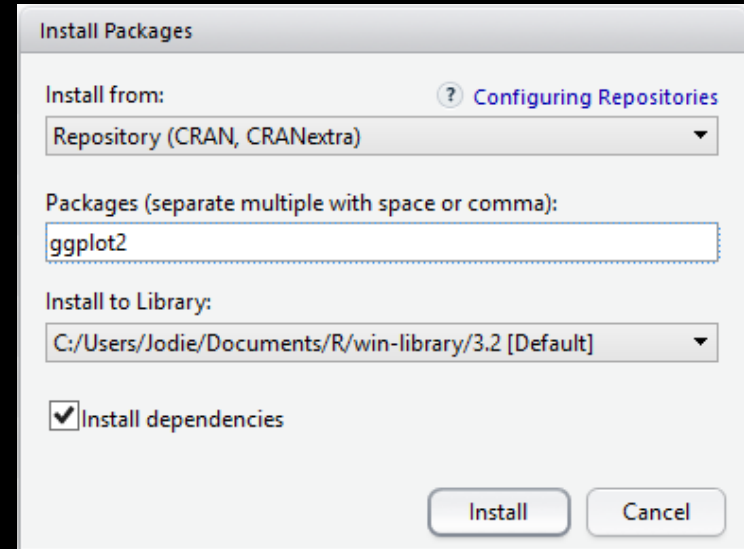 Install Packages
Install from:
? Configuring Repositories
Repository (CRAN, CRANextra)
Packages (separate multiple with space or comma):
ggplot2
Install to Library:
C:/Users/Jodie/Documents/R/win-library/3.2 [Default]
Install dependencies
Install
Cancel